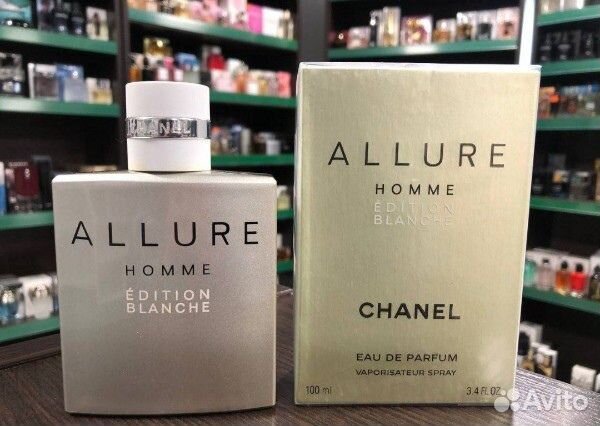 CHANEL
ALLURE
HOMME
ÉDITION
BLANCHE
ALLURE
HOMME
ÉDITION
BLANCHE
CHANEL
EAU DE PARFUM
VAPORISATEUR SPRAY
100 ml 3.4 FL.OZ
Avito